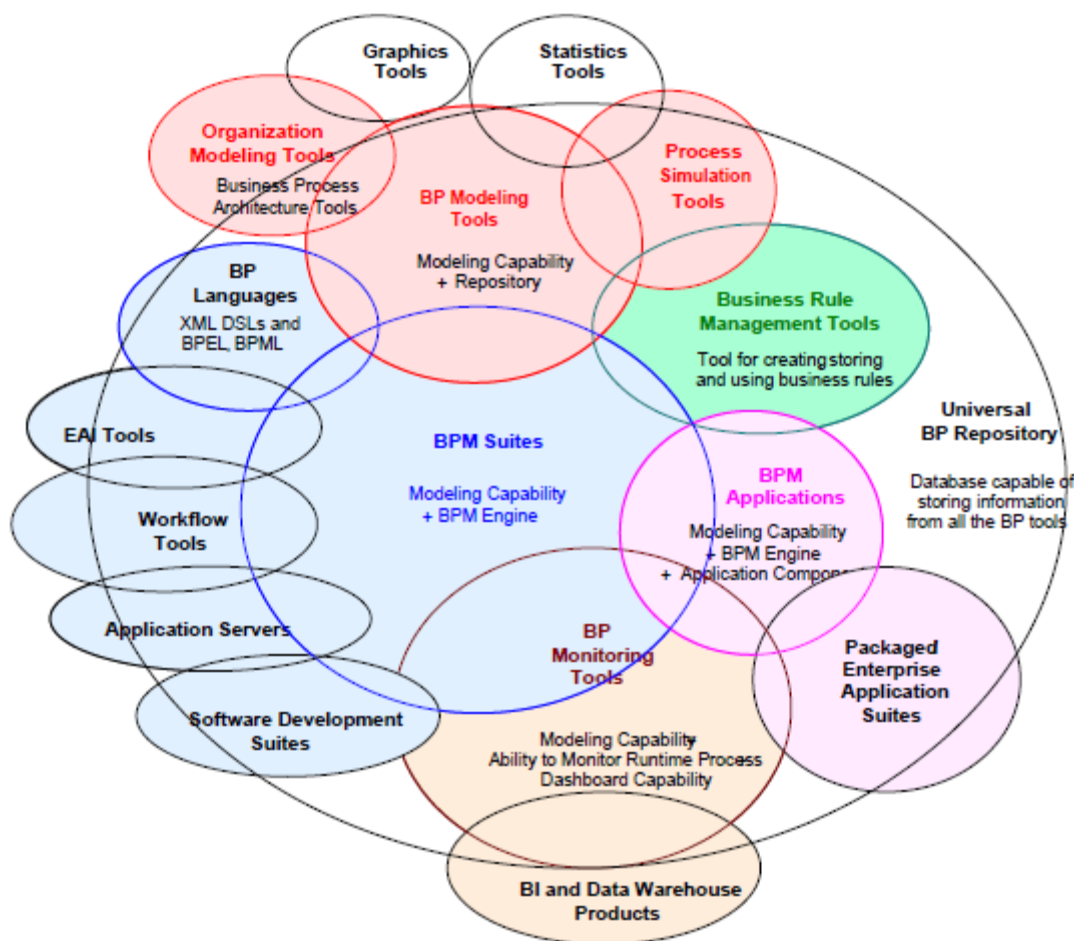 Graphics
Tools
Statistics
Tools
Organization
Modeling Tools
Business Process
Architecture Tools
BP Modeling
Tools
Modeling Capability
+ Repository
Process
Simulation
Tools
BP
Languages
XML DSLs and
BPEL, BPML
Business Rule
Management Tools
Tool for creating storing
and using business rules
EAI Tools
BPM Suites
Modeling Capability
+ BPM Engine
Universal
BP Repository
Database capable of
storing information
from all the BP tools
BPM
Applications
Modeling Capability
+ BPM Engine
+ Application Compone
Workflow
Tools
Application Servers
BP
Monitoring
Tools
Modeling Capability
Ability to Monitor Runtime Process
Dashboard Capability
Packaged
Enterprise
Application
Suites
Software Development
Suites
BI and Data Warehouse
Products